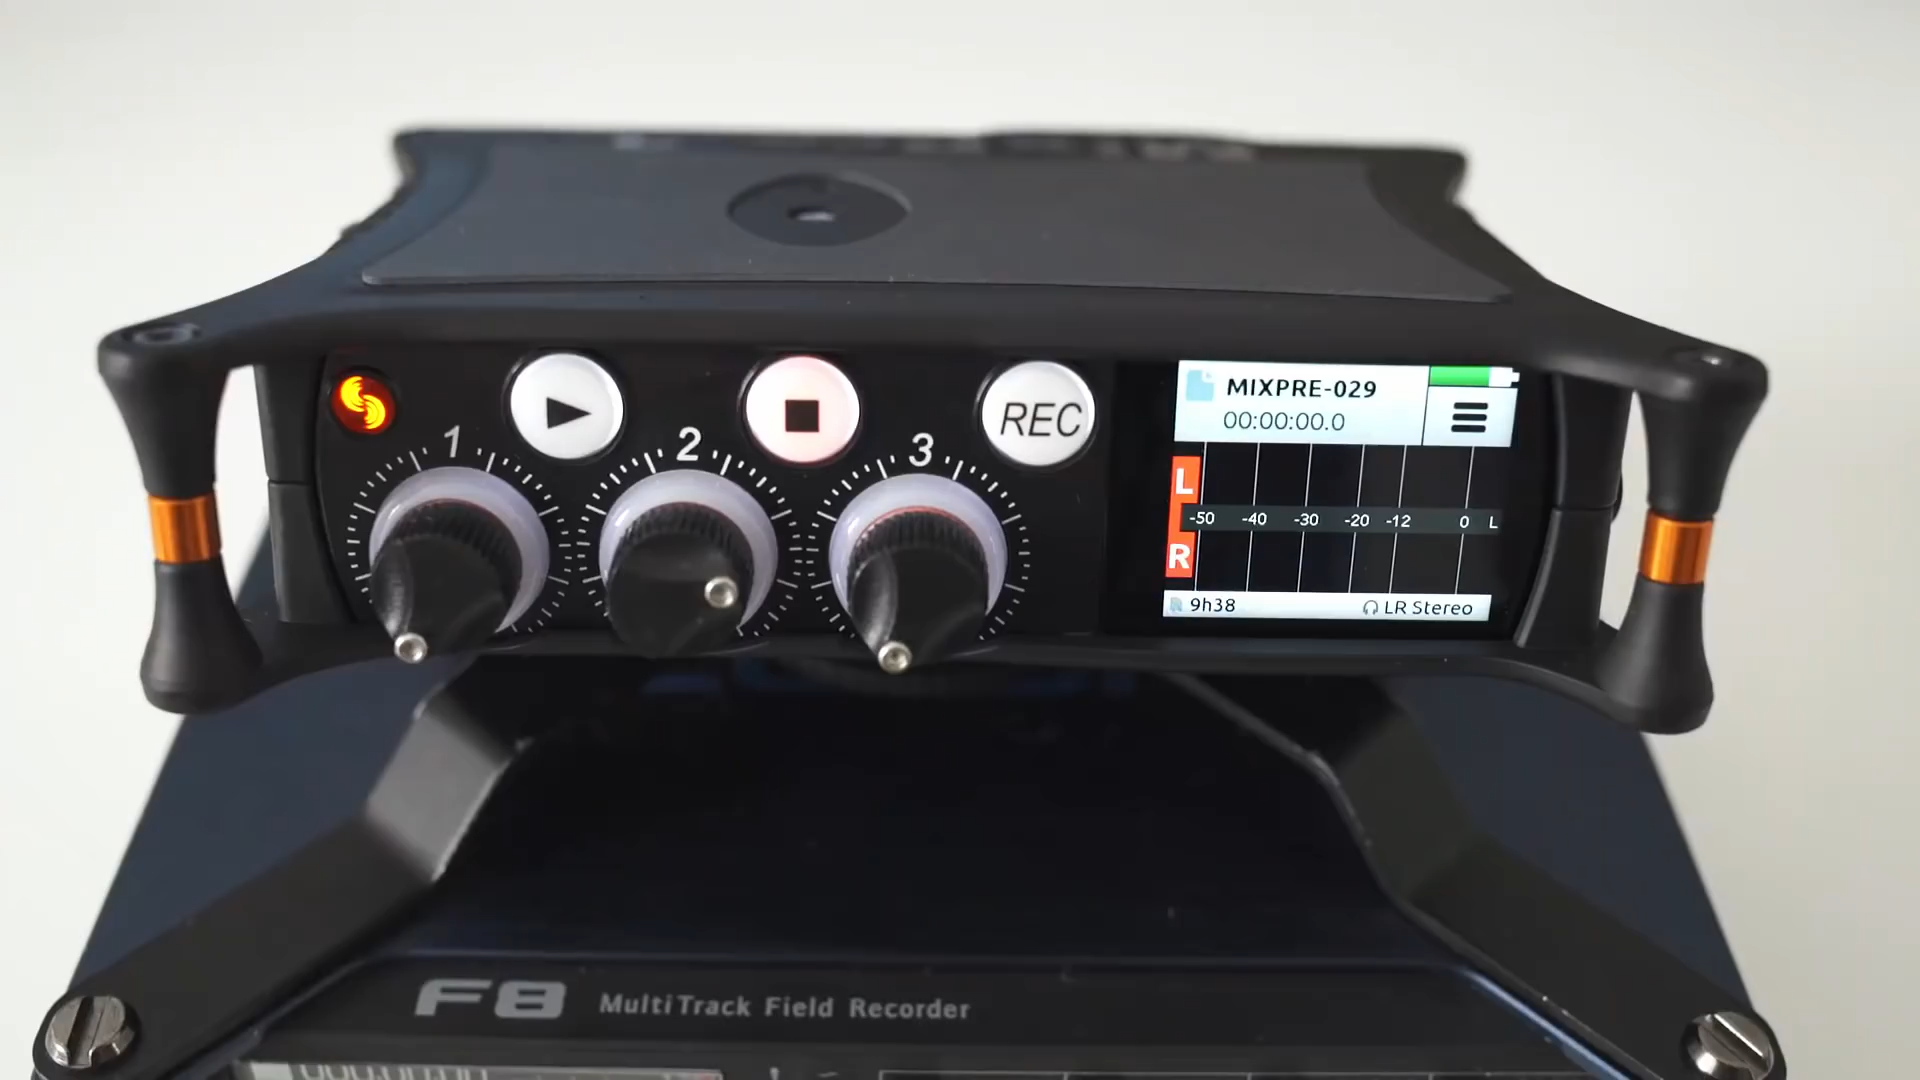 1
2
3
REC
MIXPRE-029
00:00:00.0
L
-50 -40 -30 -20 -12 0 L
R
9h38 LR Stereo
F8 MultiTrack Field Recorder